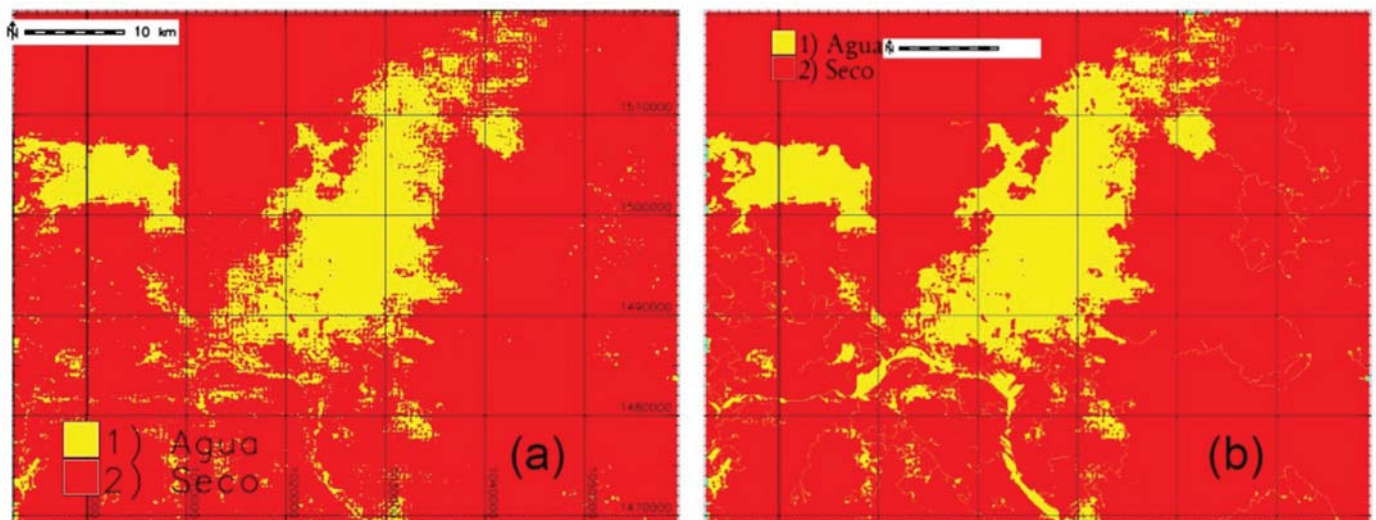 N 10 km
1510000
1500000
1490000
1480000
1470000
1) Agua
2) Seco
(a)
1) Agua
2) Seco
N
(b)